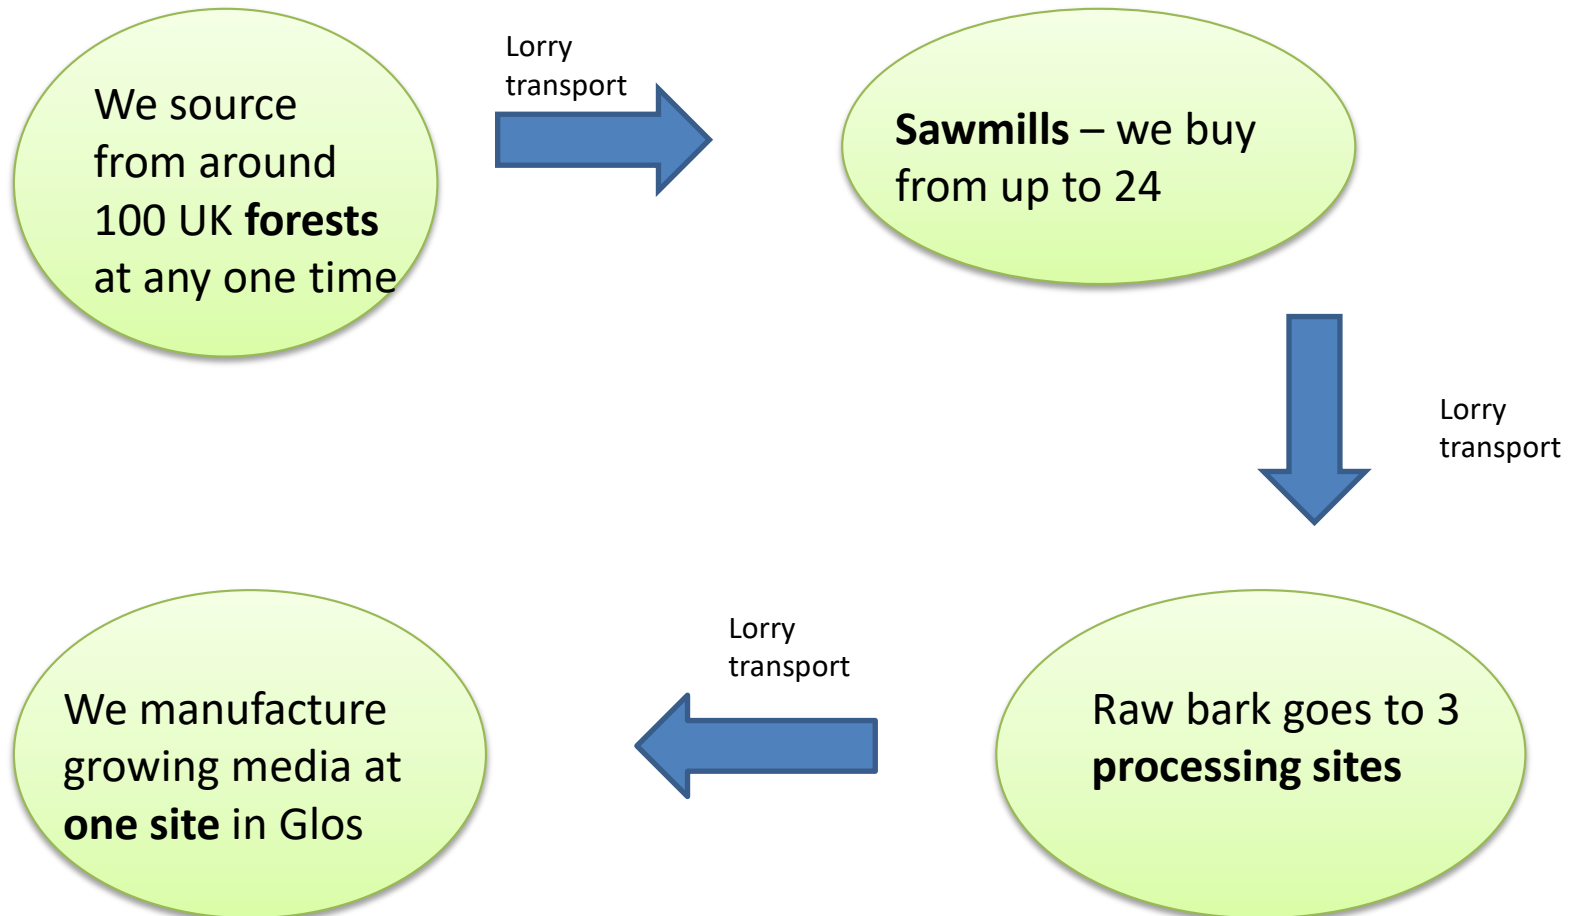 We source
from around
100 UK forests
at any one time
Lorry
transport
Sawmills – we buy
from up to 24
Lorry
transport
Raw bark goes to 3
processing sites
Lorry
transport
We manufacture
growing media at
one site in Glos